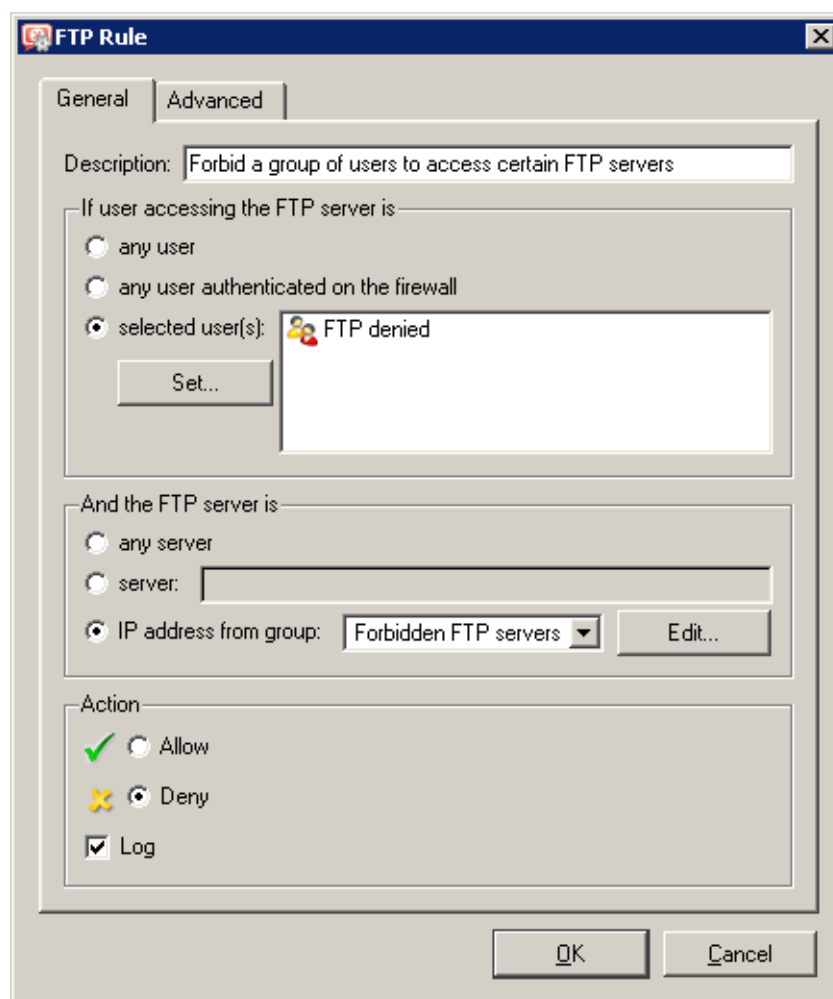 FTP Rule
General
Advanced
Description: Forbid a group of users to access certain FTP servers
If user accessing the FTP server is
any user
any user authenticated on the firewall
selected user(s): FTP denied
Set...
And the FTP server is
any server
server:
IP address from group: Forbidden FTP servers Edit...
Action
Allow
Deny
Log
OK Cancel